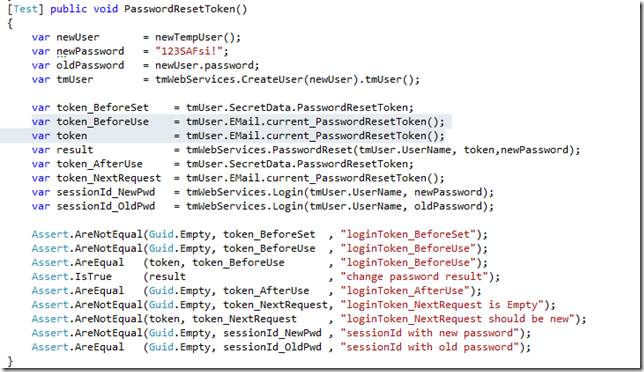 [Test] public void PasswordResetToken()
{
    var newUser         = newTempUser();
    var newPassword     = "123SAFsi!";
    var oldPassword     = newUser.password;
    var tmUser          = tmWebServices.CreateUser(newUser).tmUser();
    var token_BeforeSet    = tmUser.SecretData.PasswordResetToken;
    var token_BeforeUse    = tmUser.EMail.current_PasswordResetToken();
    var token              = tmUser.EMail.current_PasswordResetToken();
    var result             = tmWebServices.PasswordReset(tmUser.UserName, token,newPassword);
    var token_AfterUse     = tmUser.SecretData.PasswordResetToken;
    var token_NextRequest  = tmUser.EMail.current_PasswordResetToken();
    var sessionId_NewPwd   = tmWebServices.Login(tmUser.UserName, newPassword);
    var sessionId_OldPwd   = tmWebServices.Login(tmUser.UserName, oldPassword);
    Assert.AreNotEqual(Guid.Empty, token_BeforeSet  , "loginToken_BeforeSet");
    Assert.AreNotEqual(Guid.Empty, token_BeforeUse  , "loginToken_BeforeUse");
    Assert.AreEqual   (token, token_BeforeUse       , "loginToken_BeforeUse");
    Assert.IsTrue     (result                       , "change password result");
    Assert.AreEqual   (Guid.Empty, token_AfterUse   , "loginToken_AfterUse");
    Assert.AreNotEqual(Guid.Empty, token_NextRequest, "loginToken_NextRequest is Empty");
    Assert.AreNotEqual(token, token_NextRequest     , "loginToken_NextRequest should be new");
    Assert.AreNotEqual(Guid.Empty, sessionId_NewPwd , "sessionId with new password");
    Assert.AreEqual   (Guid.Empty, sessionId_OldPwd , "sessionId with old password");
}